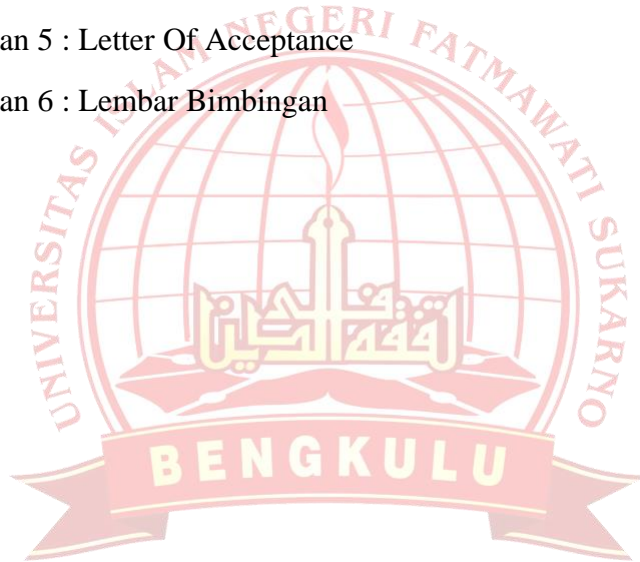 an 5 : Letter Of Acceptance
an 6 : Lembar Bimbingan
UNIVERSITAS ISLAM NEGERI FATMAWATI SUKARNO
BENGKULU